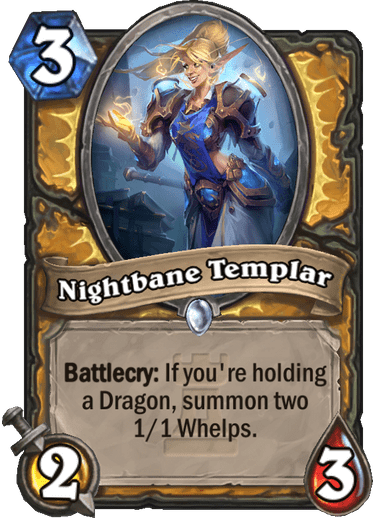 3
Nightbane Templar
Battlecry: If you're holding
a Dragon, summon two
1/1 Whelps.
2
3